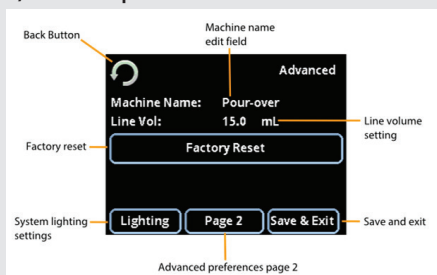 Machine name
edit field
Back Button
Advanced
Machine Name: Pour-over
Line Vol: 15.0 mL
Line volume
setting
Factory reset
Factory Reset
System lighting
settings
Lighting
Page 2
Save & Exit
Save and exit
Advanced preferences page 2